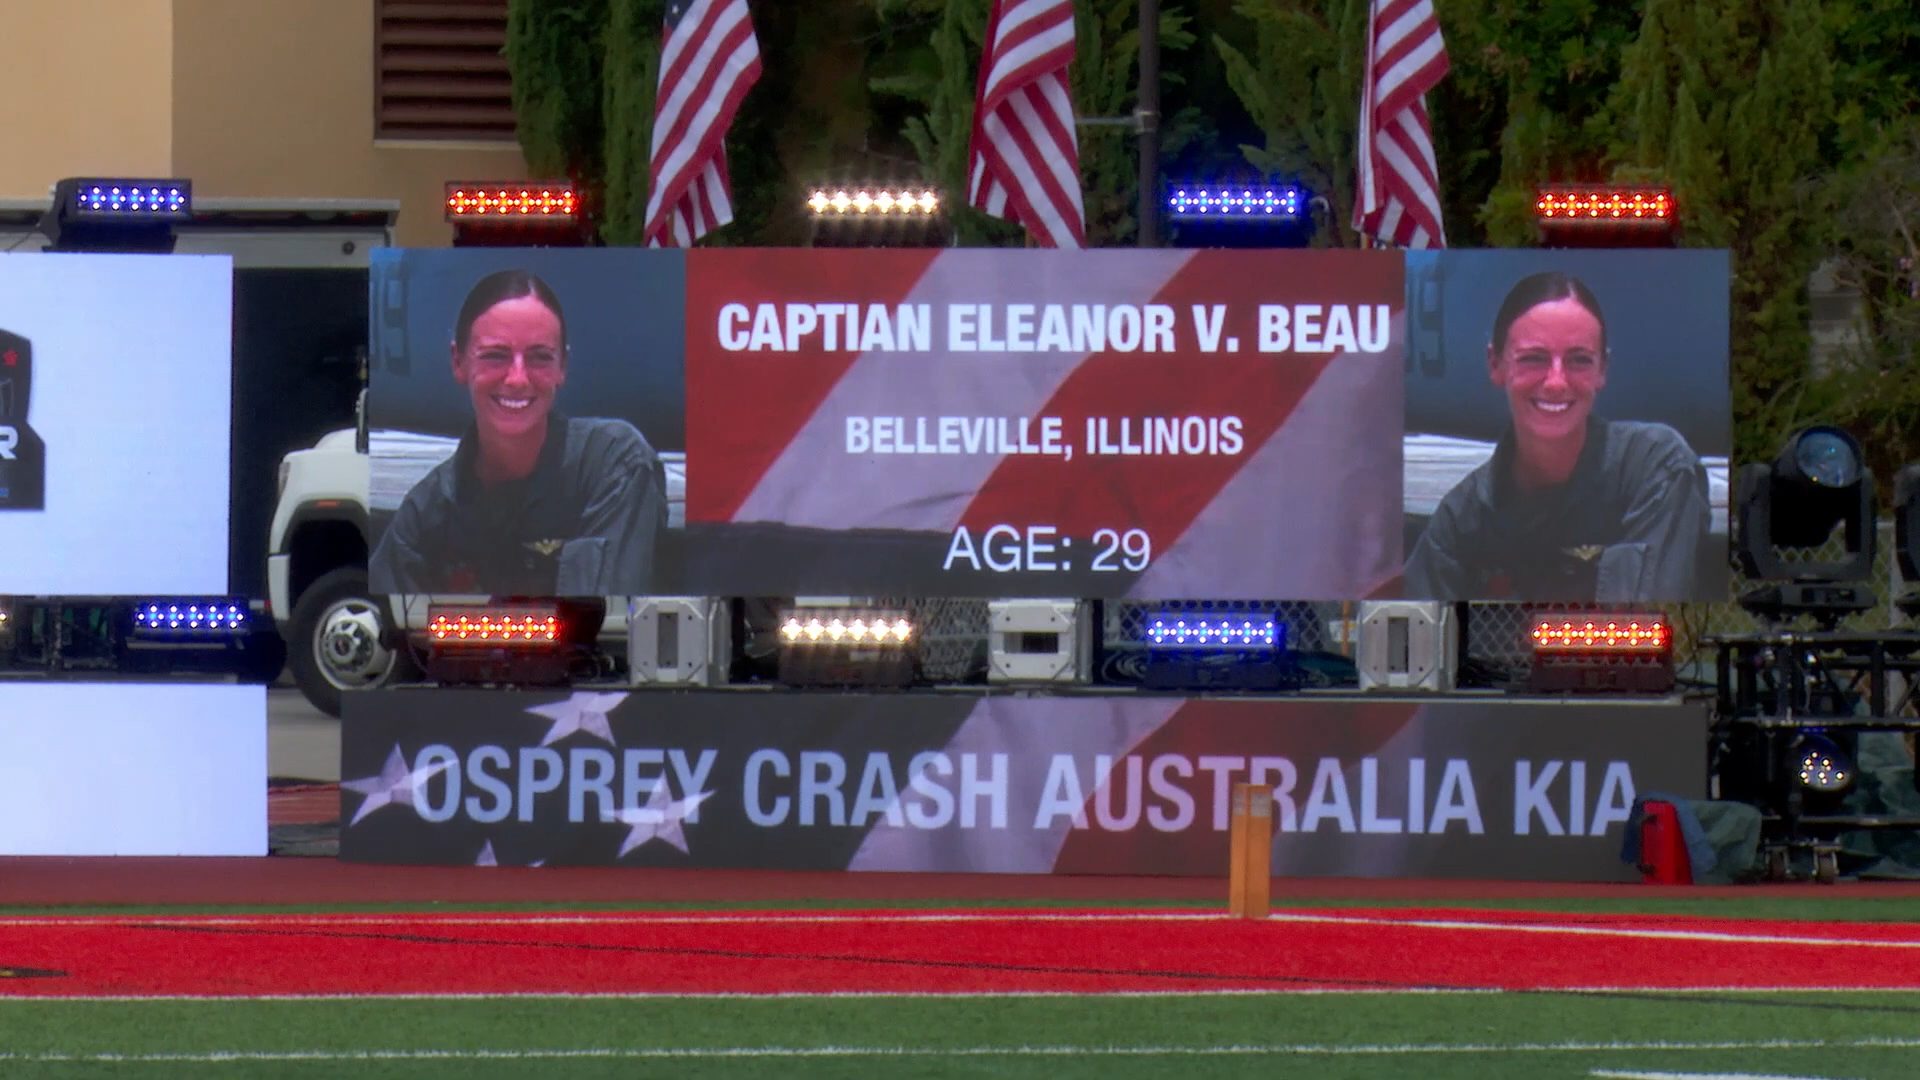 CAPTIAN ELEANOR V. BEAU
BELLEVILLE, ILLINOIS
AGE: 29
OSPREY CRASH AUSTRALIA KIA